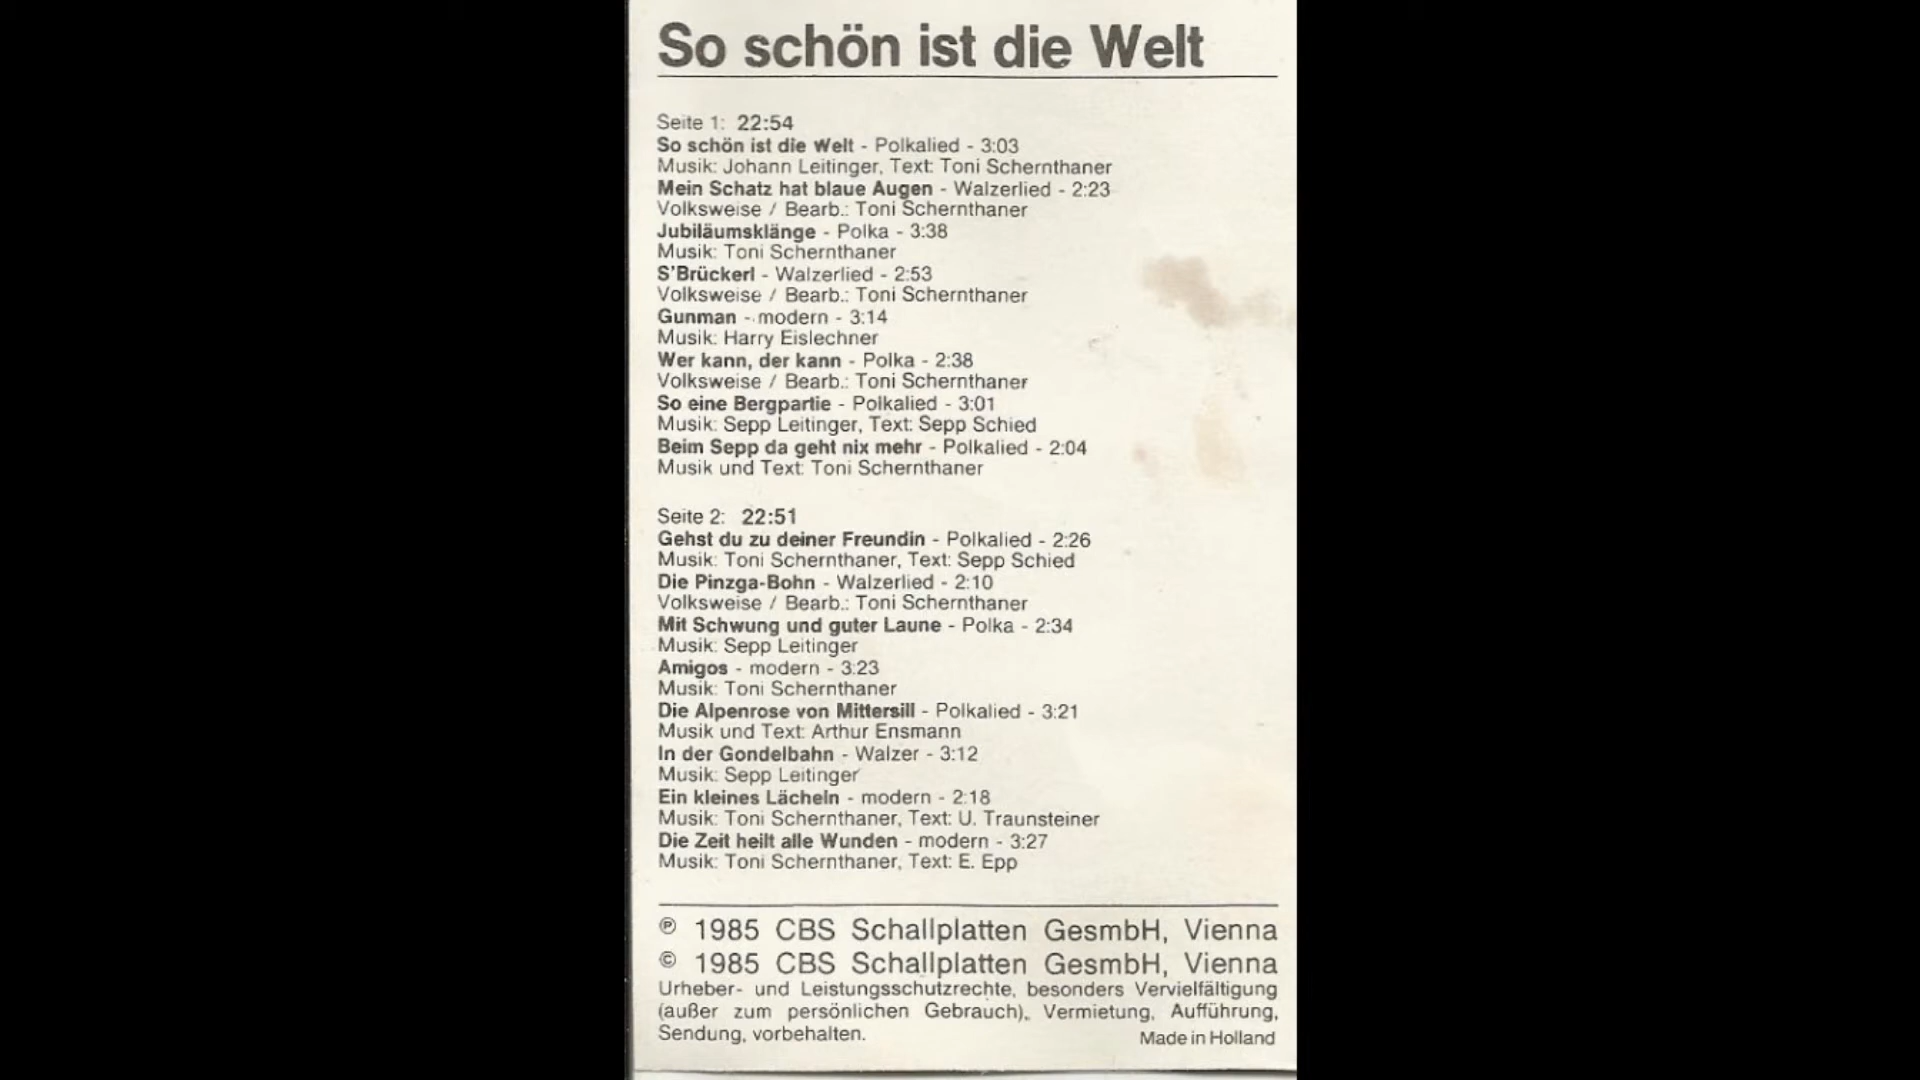 So schön ist die Welt
Seite 1: 22:54
So schön ist die Welt - Polkalied - 3:03
Musik: Johann Leitinger, Text: Toni Schernthaner
Mein Schatz hat blaue Augen - Walzerlied - 2:23
Volksweise / Bearb.: Toni Schernthaner
Jubiläumsklänge - Polka - 3:38
Musik: Toni Schernthaner
S'Brückerl - Walzerlied - 2:53
Volksweise / Bearb.: Toni Schernthaner
Gunman - modern - 3:14
Musik: Harry Eislechner
Wer kann, der kann - Polka - 2:38
Volksweise / Bearb.: Toni Schernthaner
So eine Bergpartie - Polkalied - 3:01
Musik: Sepp Leitinger, Text: Sepp Schied
Beim Sepp da geht nix mehr - Polkalied - 2:04
Musik und Text: Toni Schernthaner
Seite 2: 22:51
Gehst du zu deiner Freundin - Polkalied - 2:26
Musik: Toni Schernthaner, Text: Sepp Schied
Die Pinzga-Bohn - Walzerlied - 2:10
Volksweise / Bearb.: Toni Schernthaner
Mit Schwung und guter Laune - Polka - 2:34
Musik: Sepp Leitinger
Amigos - modern - 3:23
Musik: Toni Schernthaner
Die Alpenrose von Mittersill - Polkalied - 3:21
Musik und Text: Arthur Ensmann
In der Gondelbahn - Walzer - 3:12
Musik: Sepp Leitinger
Ein kleines Lächeln - modern - 2:18
Musik: Toni Schernthaner, Text: U. Traunsteiner
Die Zeit heilt alle Wunden - modern - 3:27
Musik: Toni Schernthaner, Text: E. Epp
℗ 1985 CBS Schallplatten GesmbH, Vienna
© 1985 CBS Schallplatten GesmbH, Vienna
Urheber- und Leistungsschutzrechte, besonders Vervielfältigung
(außer zum persönlichen Gebrauch), Vermietung, Aufführung,
Sendung, vorbehalten.
Made in Holland